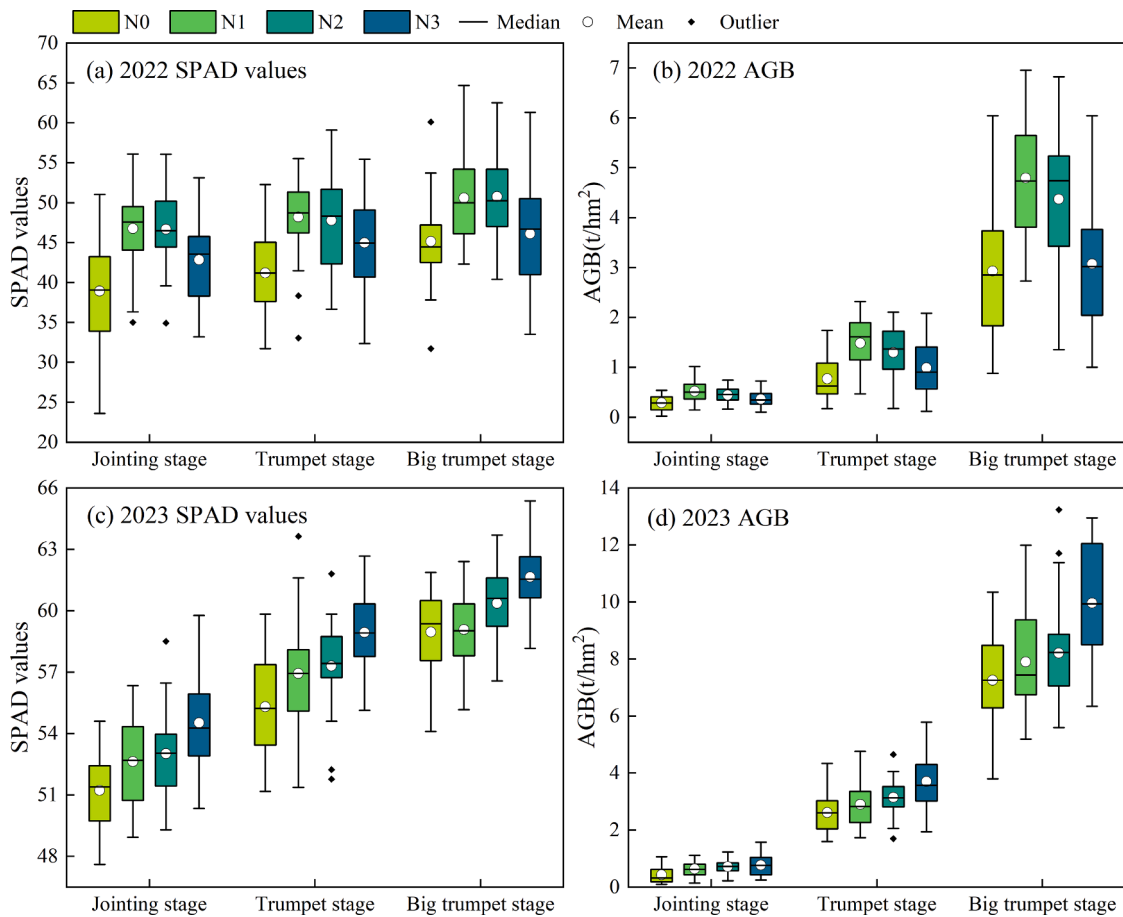 N0 N1 N2 N3 Median Mean Outlier
(a) 2022 SPAD values
SPAD values
70
65
60
55
50
45
40
35
30
25
20
Jointing stage Trumpet stage Big trumpet stage
(b) 2022 AGB
AGB(t/hm²)
7
6
5
4
3
2
1
0
Jointing stage Trumpet stage Big trumpet stage
(c) 2023 SPAD values
SPAD values
66
63
60
57
54
51
48
Jointing stage Trumpet stage Big trumpet stage
(d) 2023 AGB
AGB(t/hm²)
14
12
10
8
6
4
2
0
Jointing stage Trumpet stage Big trumpet stage